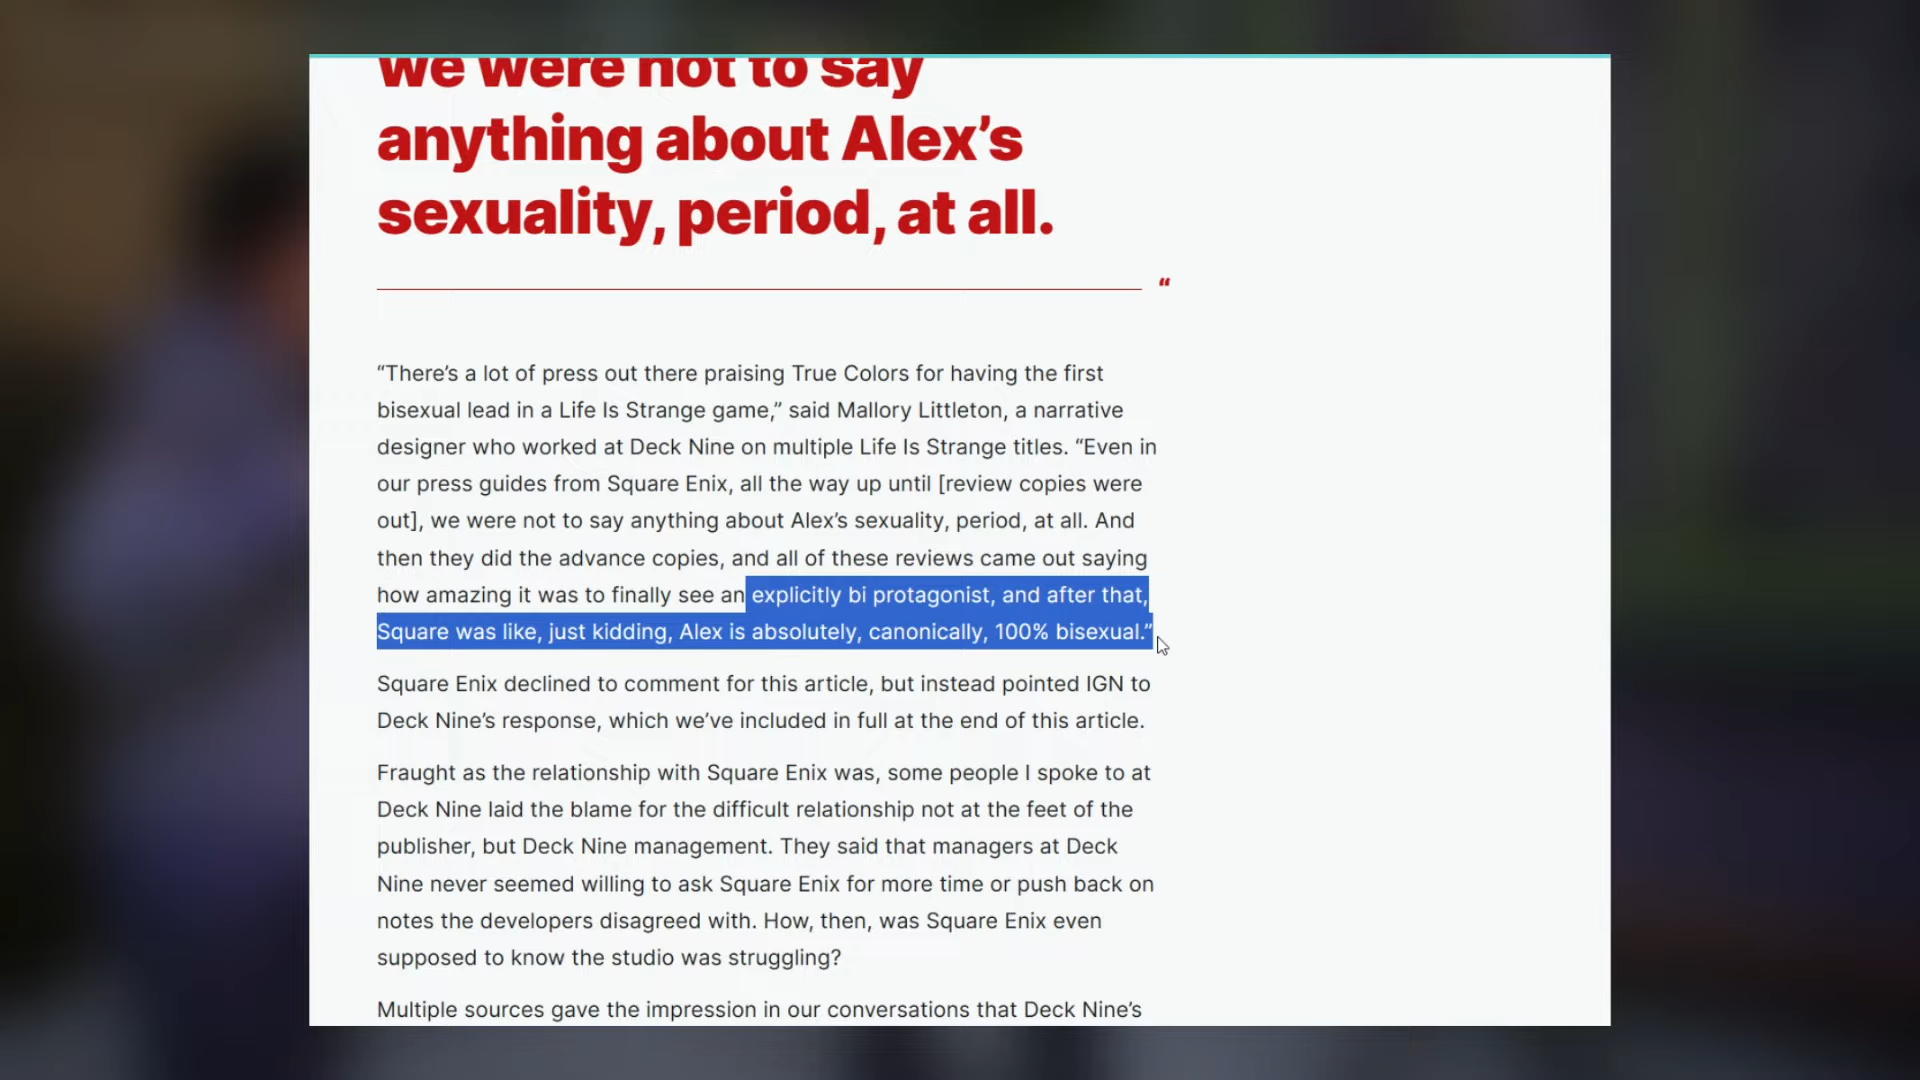 we were not to say
anything about Alex’s
sexuality, period, at all.
“
“There’s a lot of press out there praising True Colors for having the first
bisexual lead in a Life Is Strange game,” said Mallory Littleton, a narrative
designer who worked at Deck Nine on multiple Life Is Strange titles. “Even in
our press guides from Square Enix, all the way up until [review copies were
out], we were not to say anything about Alex’s sexuality, period, at all. And
then they did the advance copies, and all of these reviews came out saying
how amazing it was to finally see an explicitly bi protagonist, and after that,
Square was like, just kidding, Alex is absolutely, canonically, 100% bisexual.”
Square Enix declined to comment for this article, but instead pointed IGN to
Deck Nine’s response, which we’ve included in full at the end of this article.
Fraught as the relationship with Square Enix was, some people I spoke to at
Deck Nine laid the blame for the difficult relationship not at the feet of the
publisher, but Deck Nine management. They said that managers at Deck
Nine never seemed willing to ask Square Enix for more time or push back on
notes the developers disagreed with. How, then, was Square Enix even
supposed to know the studio was struggling?
Multiple sources gave the impression in our conversations that Deck Nine’s